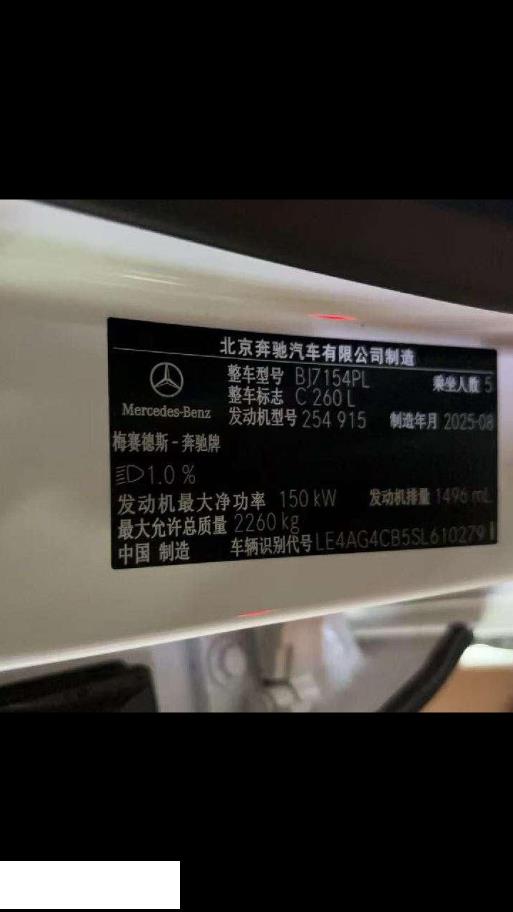 北京奔驰汽车有限公司制造
整车型号 BJ7154PL 乘坐人数 5
整车标志 C 260 L
发动机型号 254 915 制造年月 2025-08
Mercedes-Benz
梅赛德斯-奔驰牌
1.0 %
发动机最大净功率 150 kW 发动机排量 1496 mL
最大允许总质量 2260 kg
中国 制造 车辆识别代号 LE4AG4CB5SL610279